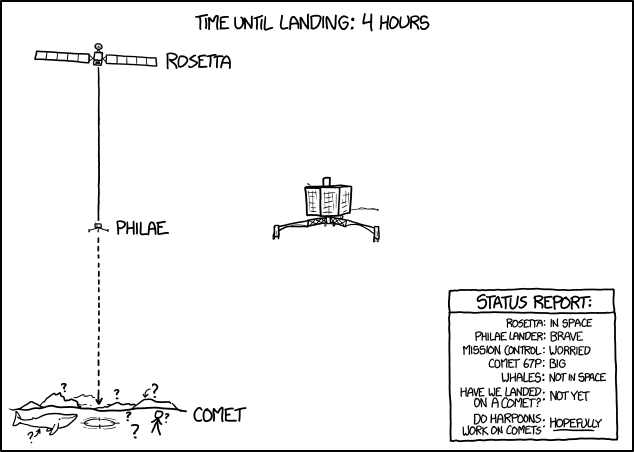 TIME UNTIL LANDING: 4 HOURS
ROSETTA
PHILAE
?
?
?
?
?
?
?
COMET
STATUS REPORT:
ROSETTA: IN SPACE
PHILAE LANDER: BRAVE
MISSION CONTROL: WORRIED
COMET 67P: BIG
WHALES: NOT IN SPACE
HAVE WE LANDED
ON A COMET?: NOT YET
DO HARPOONS
WORK ON COMETS: HOPEFULLY